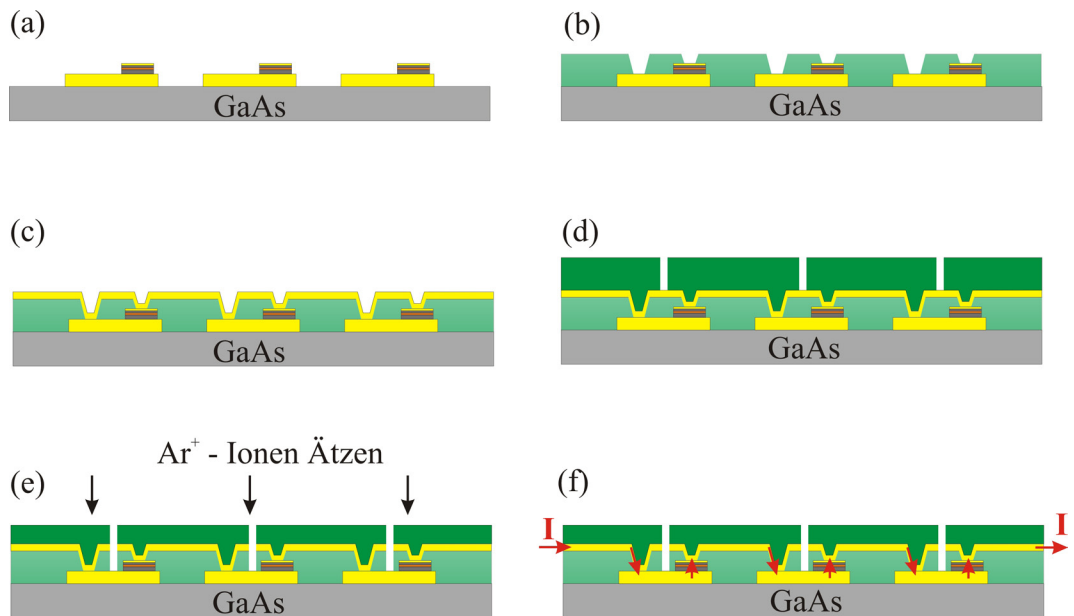 (a)
GaAs
(b)
GaAs
(c)
GaAs
(d)
GaAs
Ar⁺ - Ionen Ätzen
(e)
GaAs
(f)
I
I
GaAs